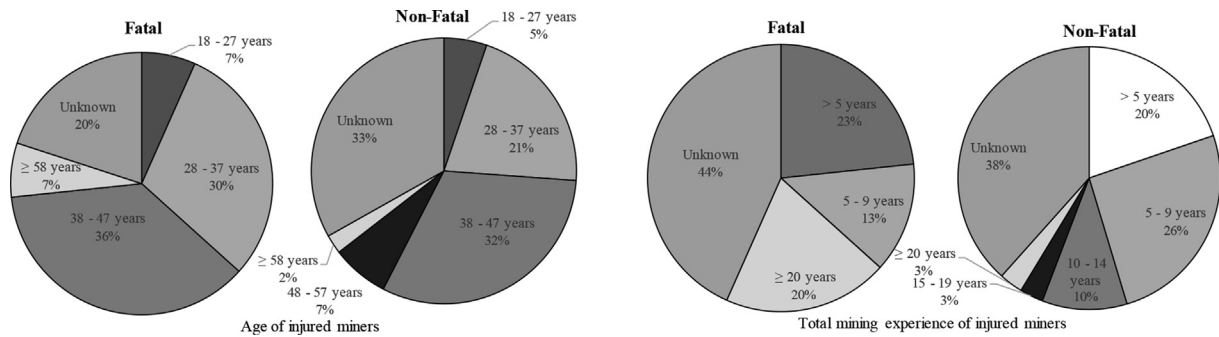 Fatal
18 - 27 years
7%
28 - 37 years
30%
38 - 47 years
36%
≥ 58 years
7%
Unknown
20%
Non-Fatal
18 - 27 years
5%
28 - 37 years
21%
38 - 47 years
32%
48 - 57 years
7%
≥ 58 years
2%
Unknown
33%
Age of injured miners
Fatal
> 5 years
23%
5 - 9 years
13%
≥ 20 years
20%
Unknown
44%
Non-Fatal
> 5 years
20%
5 - 9 years
26%
10 - 14
years
10%
15 - 19 years
3%
≥ 20 years
3%
Unknown
38%
Total mining experience of injured miners